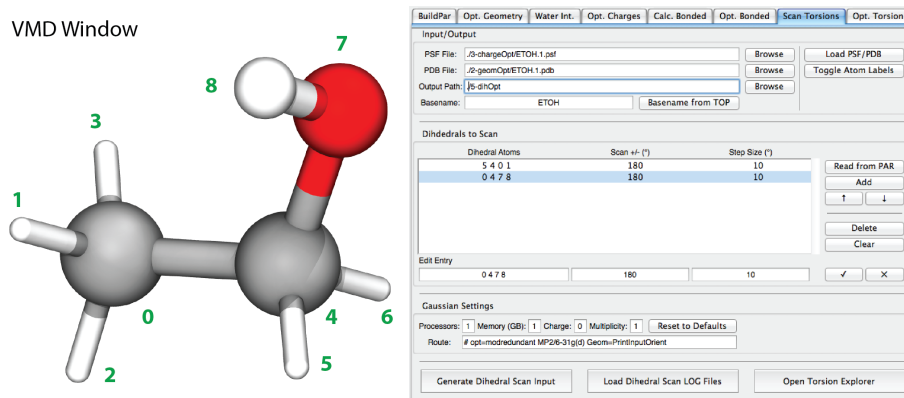 VMD Window
7
8
3
1
0
4
6
5
2
BuildPar Opt. Geometry Water Int. Opt. Charges Calc. Bonded Opt. Bonded Scan Torsions Opt. Torsion
Input/Output
PSF File: ./3-chargeOpt/ETOH.1.psf Browse Load PSF/PDB
PDB File: ./2-geomOpt/ETOH.1.pdb Browse Toggle Atom Labels
Output Path: ./5-dihOpt Browse
Basename: ETOH Basename from TOP
Dihdedrals to Scan
Dihedral Atoms Scan +/- (°) Step Size (°)
5 4 0 1 180 10 Read from PAR
0 4 7 8 180 10 Add
↑ ↓
Delete
Clear
Edit Entry
0 4 7 8 180 10 ✓ ✕
Gaussian Settings
Processors: 1 Memory (GB): 1 Charge: 0 Multiplicity: 1 Reset to Defaults
Route: # opt=modredundant MP2/6-31g(d) Geom=PrintInputOrient
Generate Dihedral Scan Input Load Dihedral Scan LOG Files Open Torsion Explorer